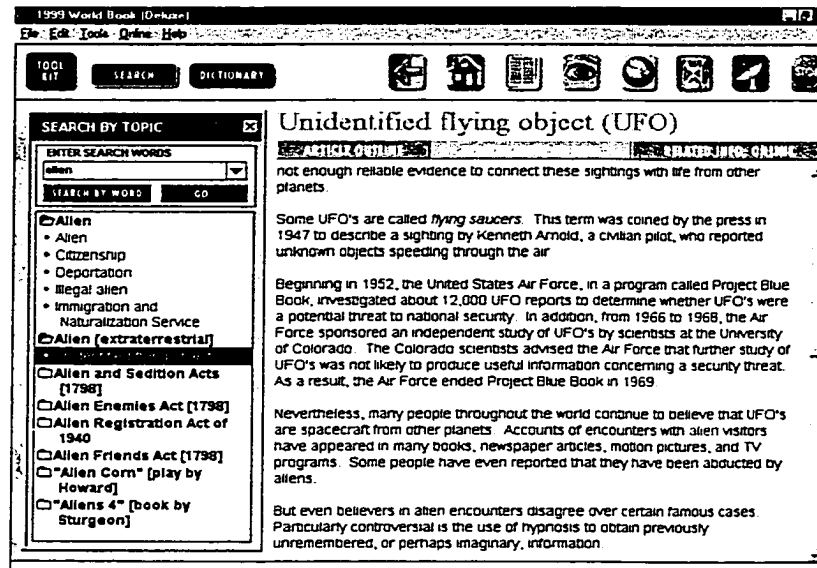 1999 World Book (Deluxe)
File Edit Tools Online Help
TOOL KIT
SEARCH
DICTIONARY
SEARCH BY TOPIC
ENTER SEARCH WORDS
alien
SEARCH BY WORD
GO
Alien
• Alien
• Citizenship
• Deportation
• Illegal alien
• Immigration and
Naturalization Service
Alien [extraterrestrial]
Alien and Sedition Acts
[1798]
Alien Enemies Act [1798]
Alien Registration Act of
1940
Alien Friends Act [1798]
"Alien Corn" [play by
Howard]
"Aliens 4" [book by
Sturgeon]
Unidentified flying object (UFO)
ARTICLE OUTLINE
RELATED INFO
not enough reliable evidence to connect these sightings with life from other
planets.
Some UFO's are called flying saucers. This term was coined by the press in
1947 to describe a sighting by Kenneth Arnold, a civilian pilot, who reported
unknown objects speeding through the air
Beginning in 1952, the United States Air Force, in a program called Project Blue
Book, investigated about 12,000 UFO reports to determine whether UFO's were
a potential threat to national security. In addition, from 1966 to 1968, the Air
Force sponsored an independent study of UFO's by scientists at the University
of Colorado. The Colorado scientists advised the Air Force that further study of
UFO's was not likely to produce useful information concerning a security threat.
As a result, the Air Force ended Project Blue Book in 1969
Nevertheless, many people throughout the world continue to believe that UFO's
are spacecraft from other planets. Accounts of encounters with alien visitors
have appeared in many books, newspaper articles, motion pictures, and TV
programs. Some people have even reported that they have been abducted by
aliens.
But even believers in alien encounters disagree over certain famous cases.
Particularly controversial is the use of hypnosis to obtain previously
unremembered, or perhaps imaginary, information